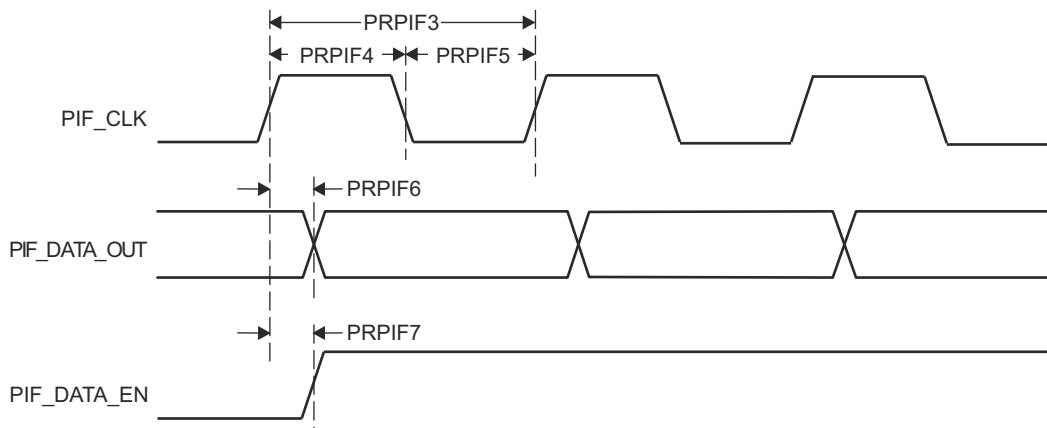 PRPIF3
PRPIF4 PRPIF5
PIF_CLK
PRPIF6
PIF_DATA_OUT
PRPIF7
PIF_DATA_EN